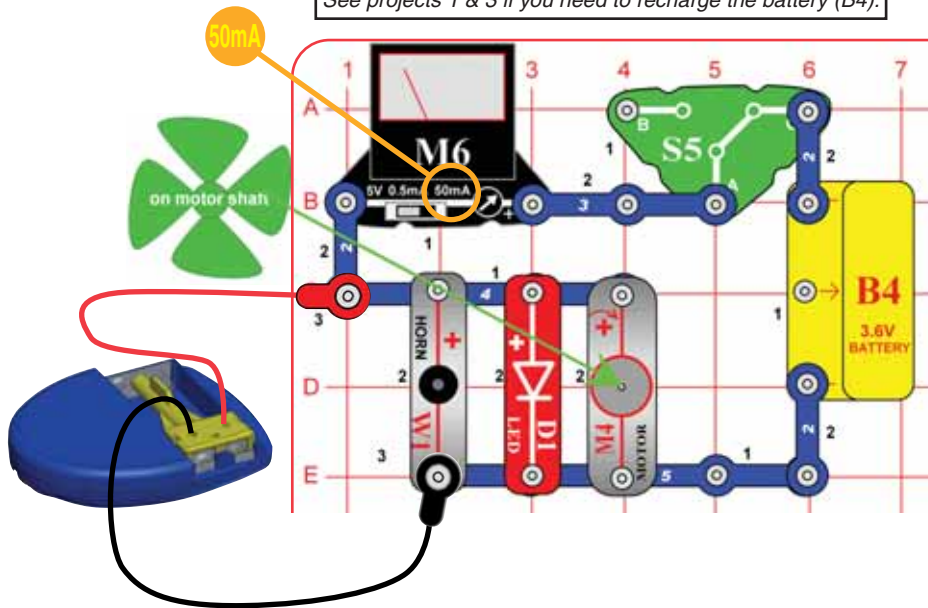 See projects 1 & 3 if you need to recharge the battery (B4).
50mA
1 3 4 5 6 7
A
B
D
E
M6
5V 0.5mA 50mA
+
B
S5
C
A
1
2
2
2
3
2
2
1
on motor shaft
1
4
3
HORN
+
W1
2
3
+
D1
LED
2
+
M4
MOTOR
2
B4
3.6V
BATTERY
1
5
1
2
2